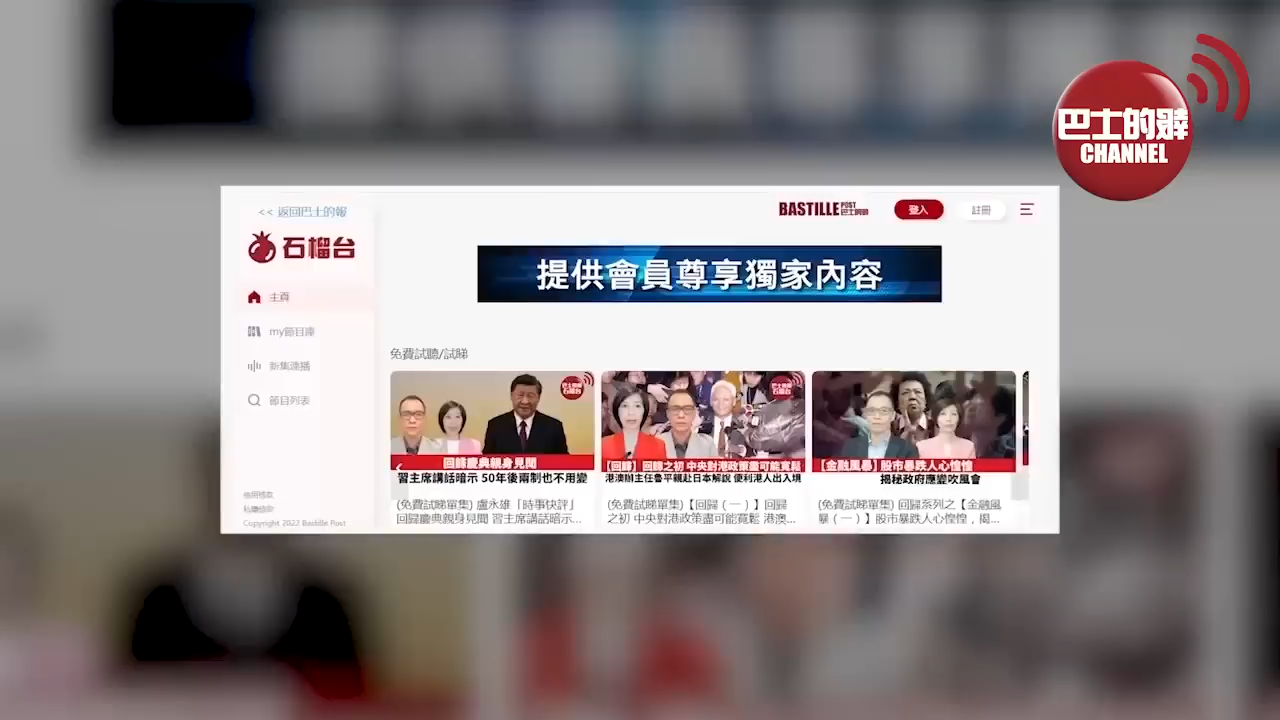 巴士的報
CHANNEL
<< 返回巴士的報
石榴台
主頁
my節目庫
新集連播
節目列表
私隱條款
Copyright 2022 Bastille Post
BASTILLE POST
巴士的報
登入
註冊
提供會員尊享獨家內容
免費試聽/試睇
回歸慶典親身見聞
習主席講話暗示 50年後兩制也不用變
(免費試睇單集) 盧永雄「時事快評」
回歸慶典親身見聞 習主席講話暗示...
【回歸】回歸之初 中央對港政策盡可能寬鬆
港澳辦主任魯平親赴日本解說 便利港人出入境
(免費試睇單集)【回歸（一）】回歸
之初 中央對港政策盡可能寬鬆 港澳...
【金融風暴】股市暴跌人心惶惶
揭秘政府應變吹風會
(免費試睇單集) 回歸系列之【金融風
暴（一）】股市暴跌人心惶惶，揭...